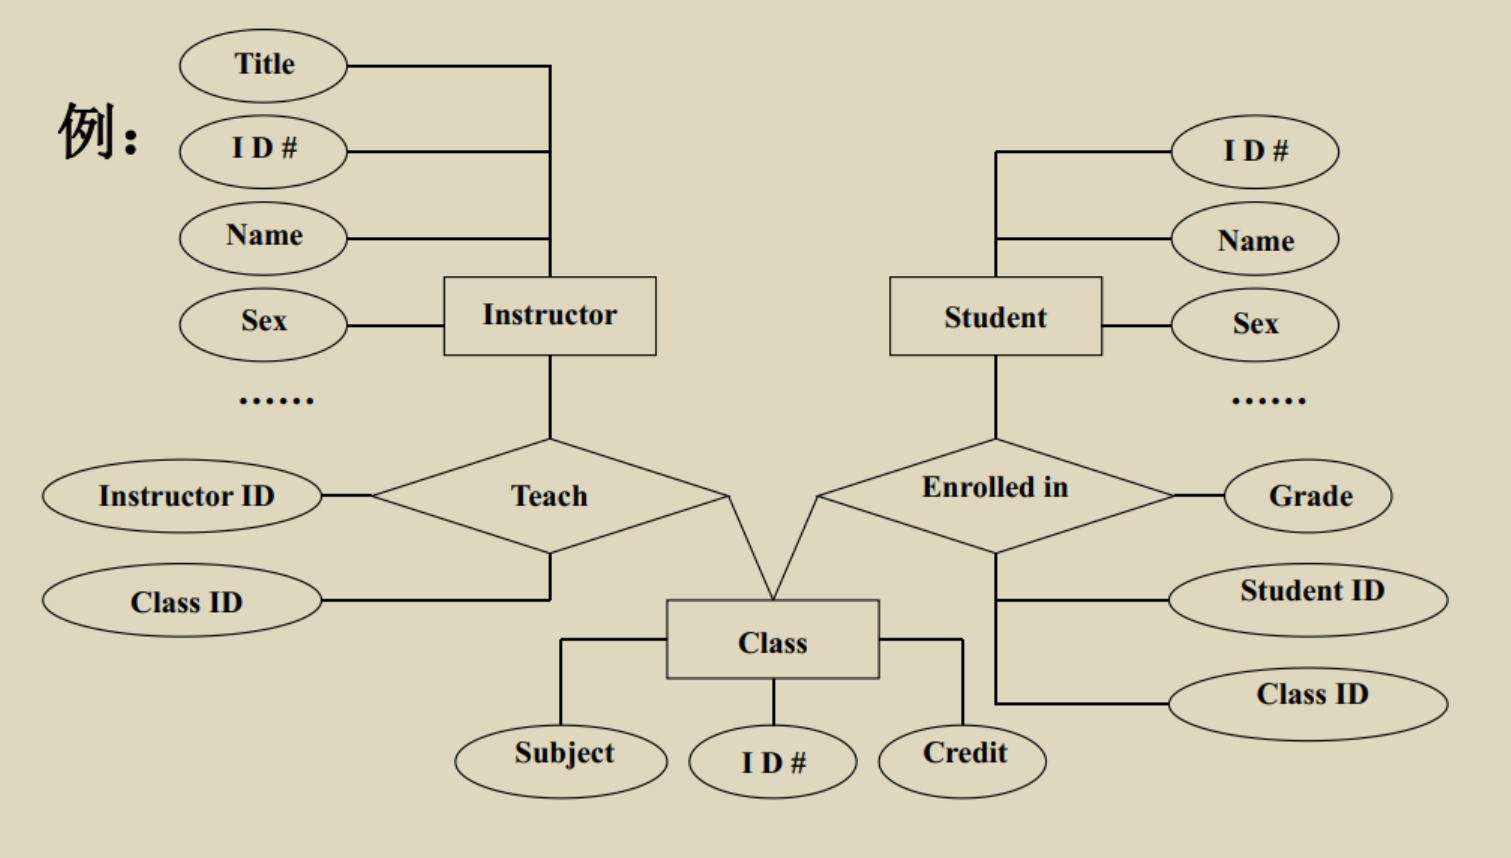 例：
Title
I D #
Name
Sex
Instructor
......
I D #
Name
Student
Sex
......
Instructor ID
Teach
Class ID
Enrolled in
Grade
Student ID
Class ID
Class
Subject
I D #
Credit